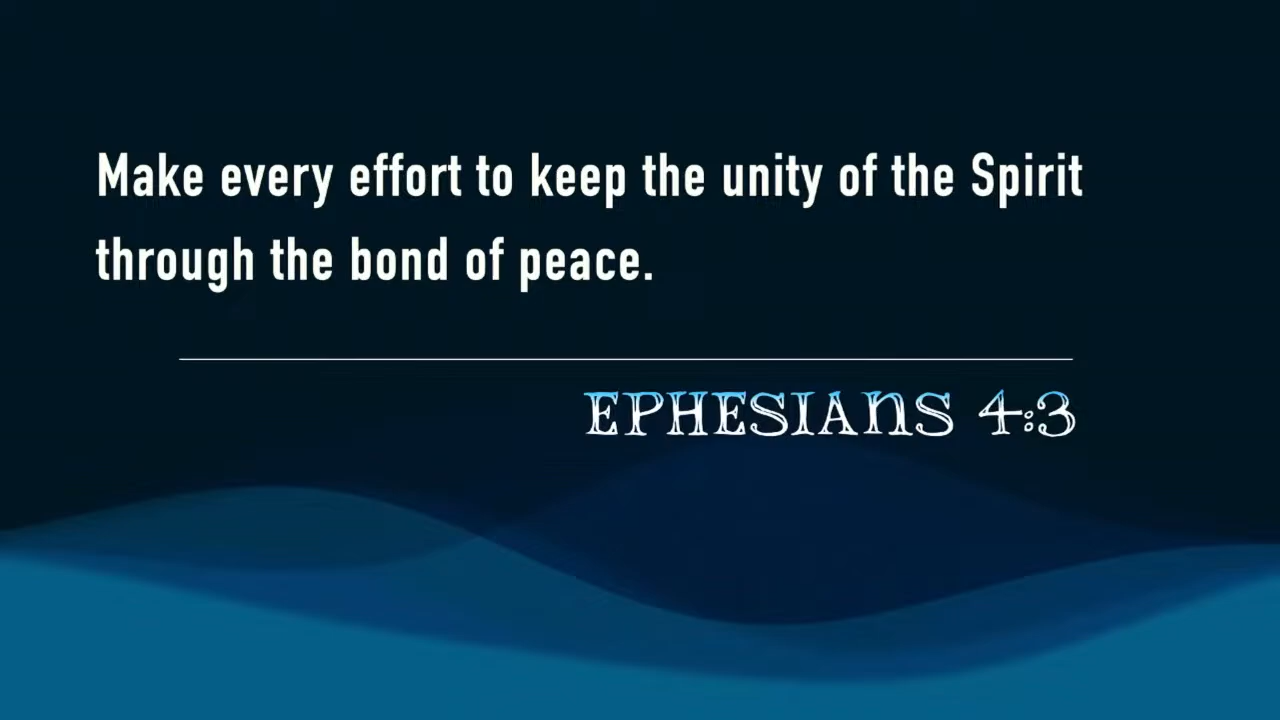 Make every effort to keep the unity of the Spirit
through the bond of peace.
EPHESIANS 4:3